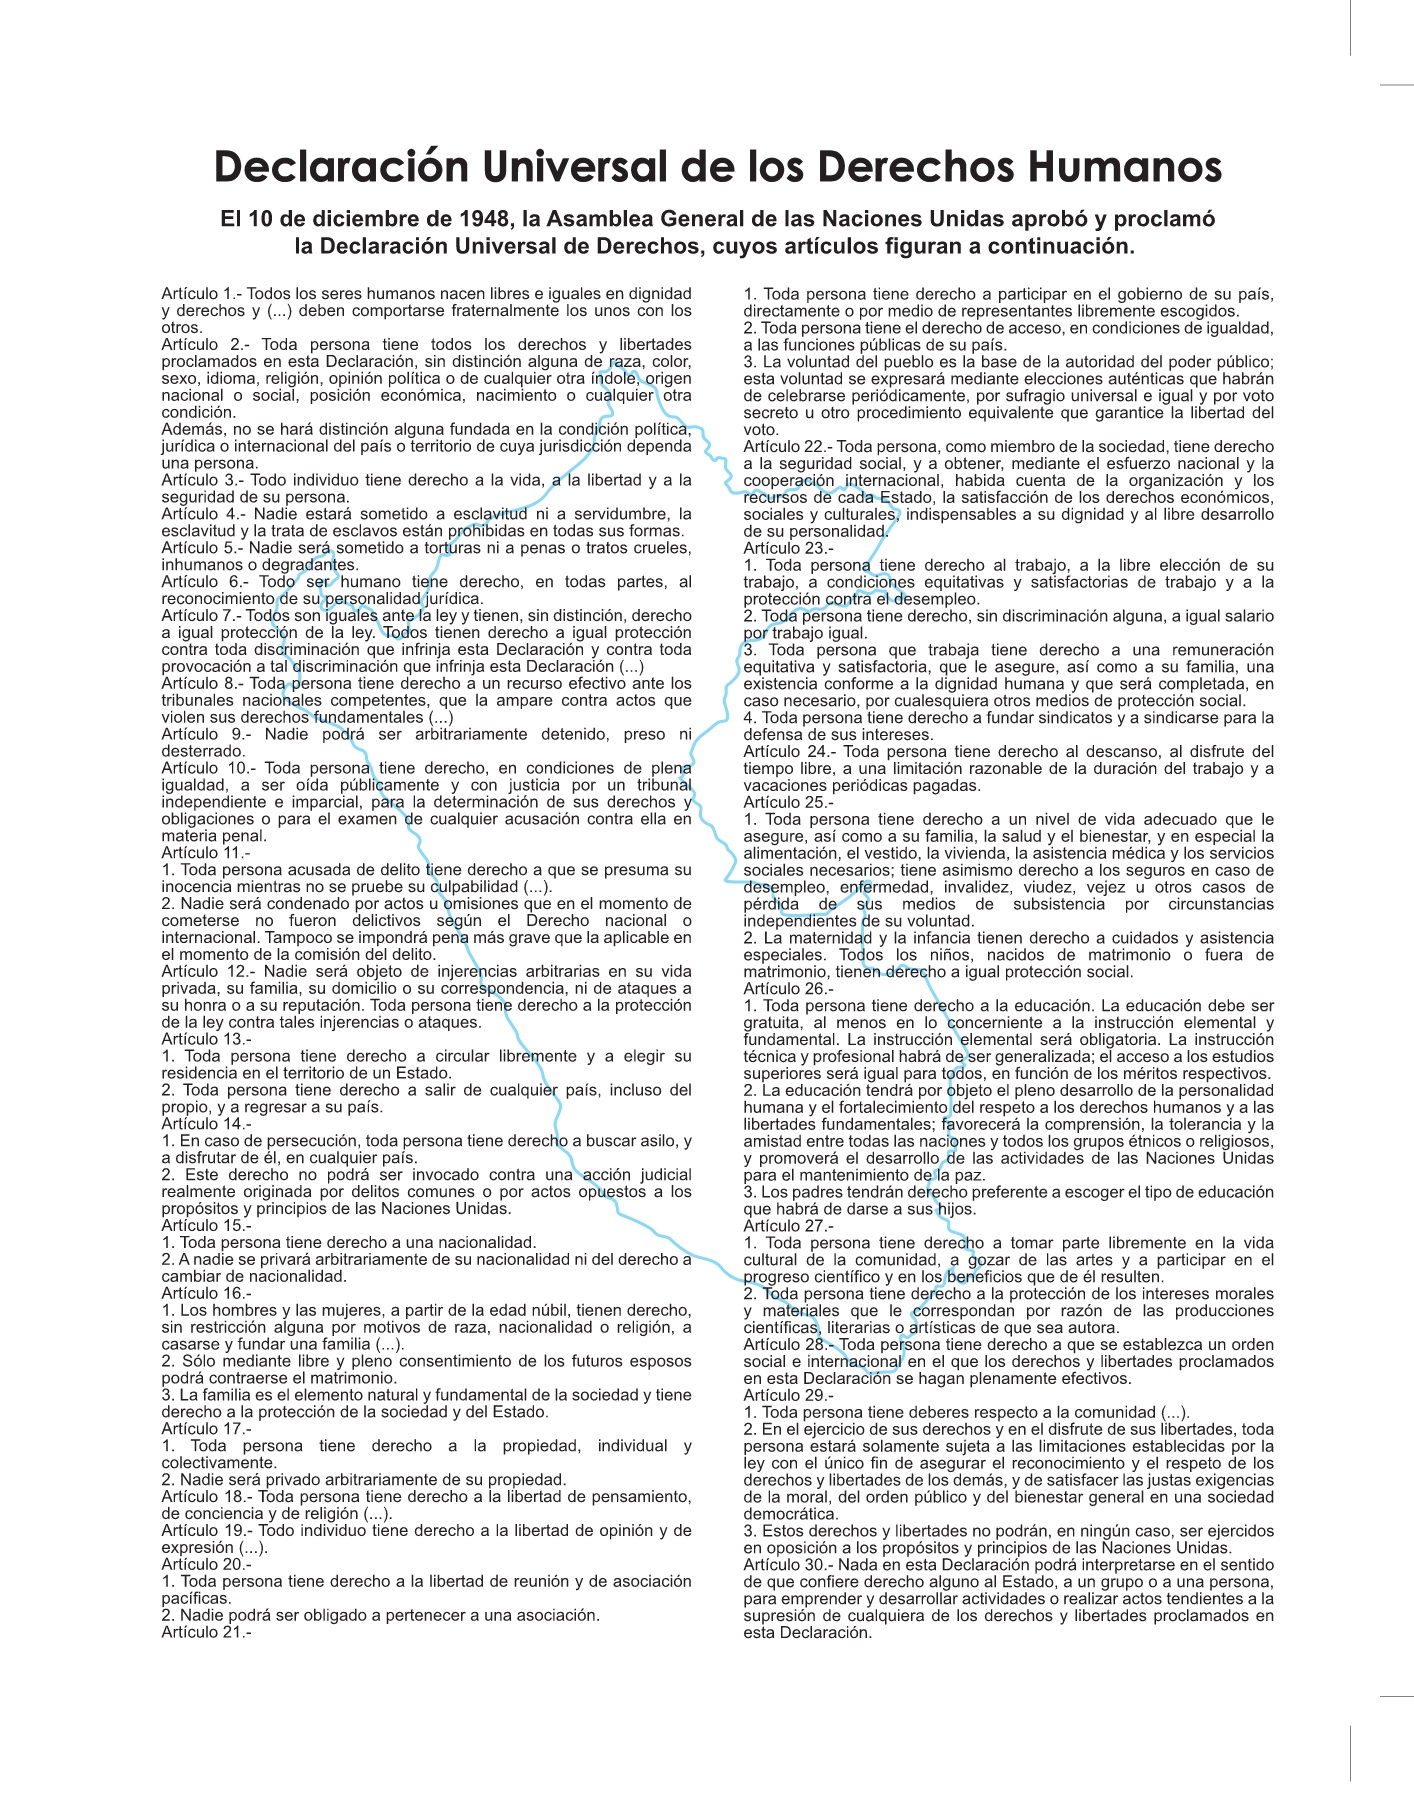 Declaración Universal de los Derechos Humanos
El 10 de diciembre de 1948, la Asamblea General de las Naciones Unidas aprobó y proclamó
la Declaración Universal de Derechos, cuyos artículos figuran a continuación.
Artículo 1.- Todos los seres humanos nacen libres e iguales en dignidad
y derechos y (...) deben comportarse fraternalmente los unos con los
otros.
Artículo 2.- Toda persona tiene todos los derechos y libertades
proclamados en esta Declaración, sin distinción alguna de raza, color,
sexo, idioma, religión, opinión política o de cualquier otra índole, origen
nacional o social, posición económica, nacimiento o cualquier otra
condición.
Además, no se hará distinción alguna fundada en la condición política,
jurídica o internacional del país o territorio de cuya jurisdicción dependa
una persona.
Artículo 3.- Todo individuo tiene derecho a la vida, a la libertad y a la
seguridad de su persona.
Artículo 4.- Nadie estará sometido a esclavitud ni a servidumbre, la
esclavitud y la trata de esclavos están prohibidas en todas sus formas.
Artículo 5.- Nadie será sometido a torturas ni a penas o tratos crueles,
inhumanos o degradantes.
Artículo 6.- Todo ser humano tiene derecho, en todas partes, al
reconocimiento de su personalidad jurídica.
Artículo 7.- Todos son iguales ante la ley y tienen, sin distinción, derecho
a igual protección de la ley. Todos tienen derecho a igual protección
contra toda discriminación que infrinja esta Declaración y contra toda
provocación a tal discriminación que infrinja esta Declaración (...)
Artículo 8.- Toda persona tiene derecho a un recurso efectivo ante los
tribunales nacionales competentes, que la ampare contra actos que
violen sus derechos fundamentales (...)
Artículo 9.- Nadie podrá ser arbitrariamente detenido, preso ni
desterrado.
Artículo 10.- Toda persona tiene derecho, en condiciones de plena
igualdad, a ser oída públicamente y con justicia por un tribunal
independiente e imparcial, para la determinación de sus derechos y
obligaciones o para el examen de cualquier acusación contra ella en
materia penal.
Artículo 11.-
1. Toda persona acusada de delito tiene derecho a que se presuma su
inocencia mientras no se pruebe su culpabilidad (...).
2. Nadie será condenado por actos u omisiones que en el momento de
cometerse no fueron delictivos según el Derecho nacional o
internacional. Tampoco se impondrá pena más grave que la aplicable en
el momento de la comisión del delito.
Artículo 12.- Nadie será objeto de injerencias arbitrarias en su vida
privada, su familia, su domicilio o su correspondencia, ni de ataques a
su honra o a su reputación. Toda persona tiene derecho a la protección
de la ley contra tales injerencias o ataques.
Artículo 13.-
1. Toda persona tiene derecho a circular libremente y a elegir su
residencia en el territorio de un Estado.
2. Toda persona tiene derecho a salir de cualquier país, incluso del
propio, y a regresar a su país.
Artículo 14.-
1. En caso de persecución, toda persona tiene derecho a buscar asilo, y
a disfrutar de él, en cualquier país.
2. Este derecho no podrá ser invocado contra una acción judicial
realmente originada por delitos comunes o por actos opuestos a los
propósitos y principios de las Naciones Unidas.
Artículo 15.-
1. Toda persona tiene derecho a una nacionalidad.
2. A nadie se privará arbitrariamente de su nacionalidad ni del derecho a
cambiar de nacionalidad.
Artículo 16.-
1. Los hombres y las mujeres, a partir de la edad núbil, tienen derecho,
sin restricción alguna por motivos de raza, nacionalidad o religión, a
casarse y fundar una familia (...).
2. Sólo mediante libre y pleno consentimiento de los futuros esposos
podrá contraerse el matrimonio.
3. La familia es el elemento natural y fundamental de la sociedad y tiene
derecho a la protección de la sociedad y del Estado.
Artículo 17.-
1. Toda persona tiene derecho a la propiedad, individual y
colectivamente.
2. Nadie será privado arbitrariamente de su propiedad.
Artículo 18.- Toda persona tiene derecho a la libertad de pensamiento,
de conciencia y de religión (...).
Artículo 19.- Todo individuo tiene derecho a la libertad de opinión y de
expresión (...).
Artículo 20.-
1. Toda persona tiene derecho a la libertad de reunión y de asociación
pacíficas.
2. Nadie podrá ser obligado a pertenecer a una asociación.
Artículo 21.-
1. Toda persona tiene derecho a participar en el gobierno de su país,
directamente o por medio de representantes libremente escogidos.
2. Toda persona tiene el derecho de acceso, en condiciones de igualdad,
a las funciones públicas de su país.
3. La voluntad del pueblo es la base de la autoridad del poder público;
esta voluntad se expresará mediante elecciones auténticas que habrán
de celebrarse periódicamente, por sufragio universal e igual y por voto
secreto u otro procedimiento equivalente que garantice la libertad del
voto.
Artículo 22.- Toda persona, como miembro de la sociedad, tiene derecho
a la seguridad social, y a obtener, mediante el esfuerzo nacional y la
cooperación internacional, habida cuenta de la organización y los
recursos de cada Estado, la satisfacción de los derechos económicos,
sociales y culturales, indispensables a su dignidad y al libre desarrollo
de su personalidad.
Artículo 23.-
1. Toda persona tiene derecho al trabajo, a la libre elección de su
trabajo, a condiciones equitativas y satisfactorias de trabajo y a la
protección contra el desempleo.
2. Toda persona tiene derecho, sin discriminación alguna, a igual salario
por trabajo igual.
3. Toda persona que trabaja tiene derecho a una remuneración
equitativa y satisfactoria, que le asegure, así como a su familia, una
existencia conforme a la dignidad humana y que será completada, en
caso necesario, por cualesquiera otros medios de protección social.
4. Toda persona tiene derecho a fundar sindicatos y a sindicarse para la
defensa de sus intereses.
Artículo 24.- Toda persona tiene derecho al descanso, al disfrute del
tiempo libre, a una limitación razonable de la duración del trabajo y a
vacaciones periódicas pagadas.
Artículo 25.-
1. Toda persona tiene derecho a un nivel de vida adecuado que le
asegure, así como a su familia, la salud y el bienestar, y en especial la
alimentación, el vestido, la vivienda, la asistencia médica y los servicios
sociales necesarios; tiene asimismo derecho a los seguros en caso de
desempleo, enfermedad, invalidez, viudez, vejez u otros casos de
pérdida de sus medios de subsistencia por circunstancias
independientes de su voluntad.
2. La maternidad y la infancia tienen derecho a cuidados y asistencia
especiales. Todos los niños, nacidos de matrimonio o fuera de
matrimonio, tienen derecho a igual protección social.
Artículo 26.-
1. Toda persona tiene derecho a la educación. La educación debe ser
gratuita, al menos en lo concerniente a la instrucción elemental y
fundamental. La instrucción elemental será obligatoria. La instrucción
técnica y profesional habrá de ser generalizada; el acceso a los estudios
superiores será igual para todos, en función de los méritos respectivos.
2. La educación tendrá por objeto el pleno desarrollo de la personalidad
humana y el fortalecimiento del respeto a los derechos humanos y a las
libertades fundamentales; favorecerá la comprensión, la tolerancia y la
amistad entre todas las naciones y todos los grupos étnicos o religiosos,
y promoverá el desarrollo de las actividades de las Naciones Unidas
para el mantenimiento de la paz.
3. Los padres tendrán derecho preferente a escoger el tipo de educación
que habrá de darse a sus hijos.
Artículo 27.-
1. Toda persona tiene derecho a tomar parte libremente en la vida
cultural de la comunidad, a gozar de las artes y a participar en el
progreso científico y en los beneficios que de él resulten.
2. Toda persona tiene derecho a la protección de los intereses morales
y materiales que le correspondan por razón de las producciones
científicas, literarias o artísticas de que sea autora.
Artículo 28.- Toda persona tiene derecho a que se establezca un orden
social e internacional en el que los derechos y libertades proclamados
en esta Declaración se hagan plenamente efectivos.
Artículo 29.-
1. Toda persona tiene deberes respecto a la comunidad (...).
2. En el ejercicio de sus derechos y en el disfrute de sus libertades, toda
persona estará solamente sujeta a las limitaciones establecidas por la
ley con el único fin de asegurar el reconocimiento y el respeto de los
derechos y libertades de los demás, y de satisfacer las justas exigencias
de la moral, del orden público y del bienestar general en una sociedad
democrática.
3. Estos derechos y libertades no podrán, en ningún caso, ser ejercidos
en oposición a los propósitos y principios de las Naciones Unidas.
Artículo 30.- Nada en esta Declaración podrá interpretarse en el sentido
de que confiere derecho alguno al Estado, a un grupo o a una persona,
para emprender y desarrollar actividades o realizar actos tendientes a la
supresión de cualquiera de los derechos y libertades proclamados en
esta Declaración.